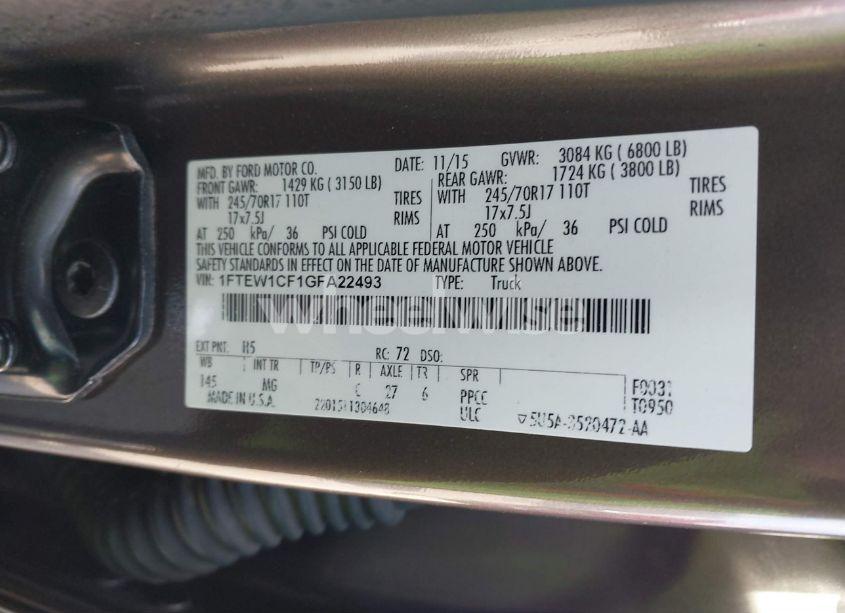 MFD. BY FORD MOTOR CO. DATE: 11/15 GVWR: 3084 KG ( 6800 LB)
FRONT GAWR: 1429 KG ( 3150 LB) REAR GAWR: 1724 KG ( 3800 LB)
WITH 245/70R17 110T TIRES WITH 245/70R17 110T TIRES
17x7.5J RIMS 17x7.5J RIMS
AT 250 kPa/ 36 PSI COLD AT 250 kPa/ 36 PSI COLD
THIS VEHICLE CONFORMS TO ALL APPLICABLE FEDERAL MOTOR VEHICLE
SAFETY STANDARDS IN EFFECT ON THE DATE OF MANUFACTURE SHOWN ABOVE.
VIN: 1FTEW1CF1GFA22493 TYPE: Truck
wheelwise
EXT PNT: RC: 72 DSO:
WB INT TR TP/PS R AXLE TR SPR
145 MG C 27 6 PPCC
MADE IN U.S.A. ULC T0950